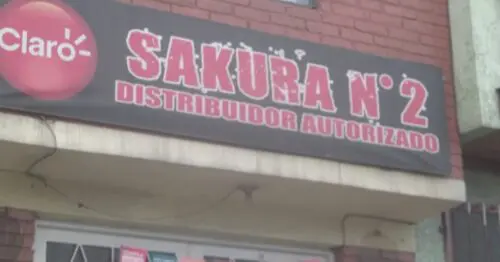 Claro
SAKURA N° 2
DISTRIBUIDOR AUTORIZADO